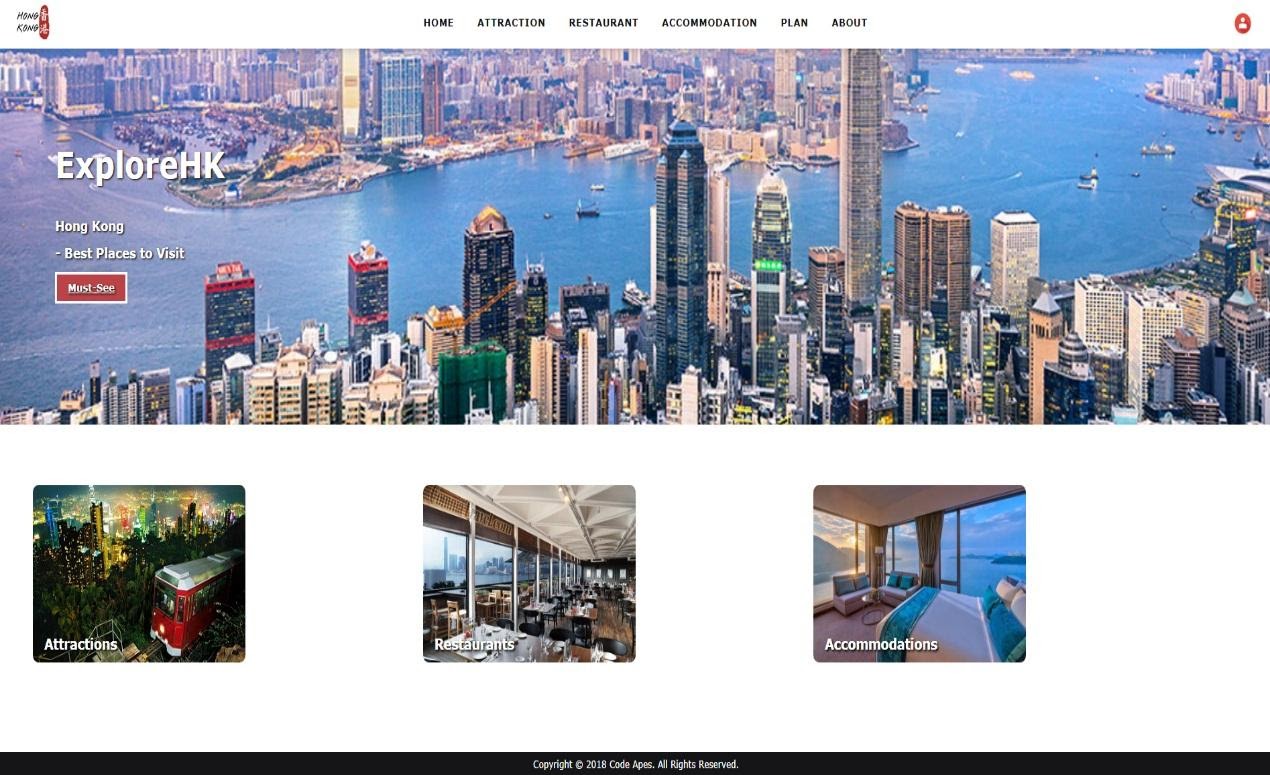 HONG KONG 香港
HOME ATTRACTION RESTAURANT ACCOMMODATION PLAN ABOUT
ExploreHK
Hong Kong
- Best Places to Visit
Must-See
Attractions
Restaurants
Accommodations
Copyright © 2018 Code Apes. All Rights Reserved.